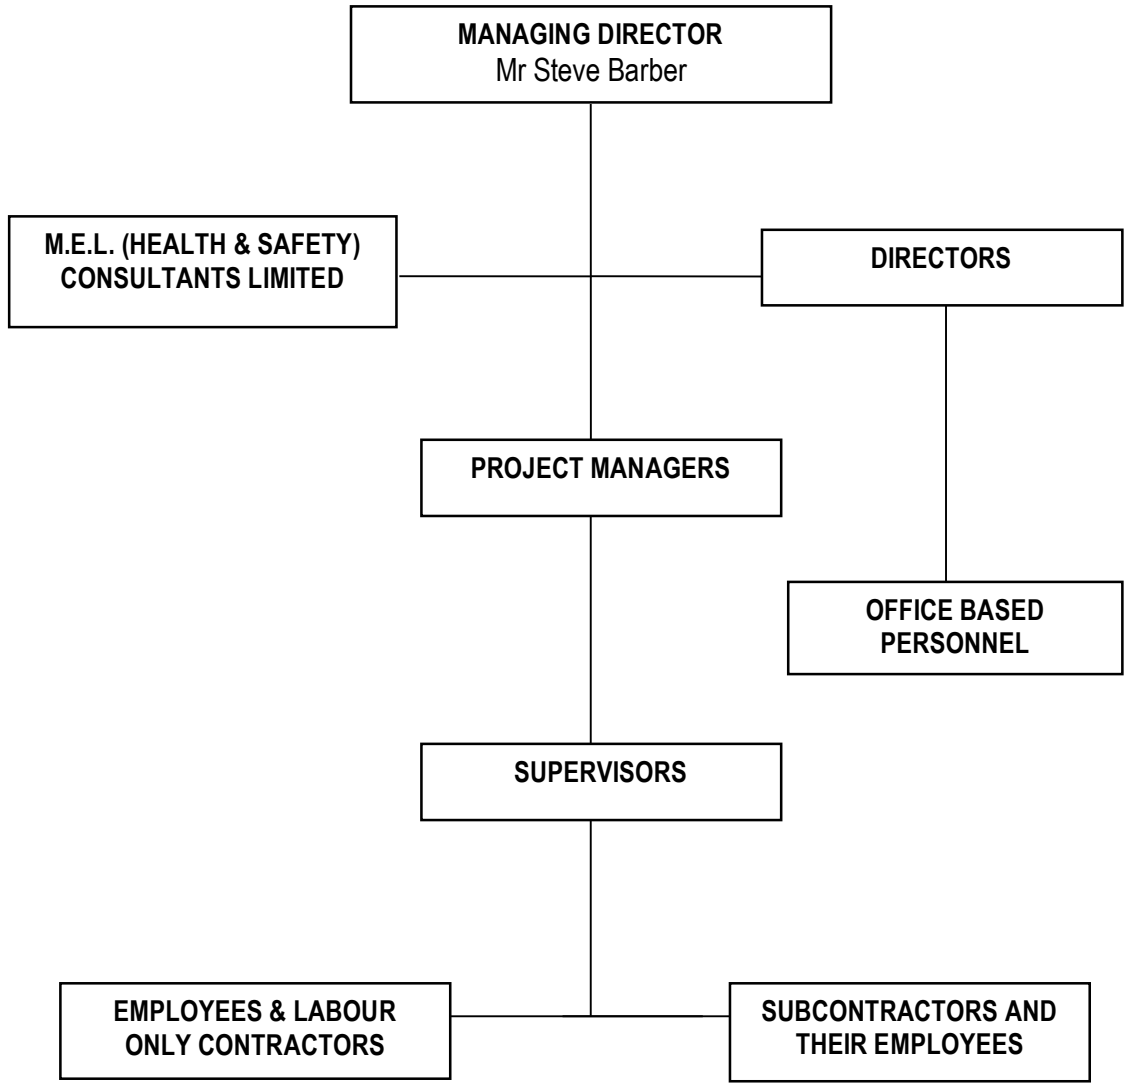 MANAGING DIRECTOR
Mr Steve Barber
M.E.L. (HEALTH & SAFETY)
CONSULTANTS LIMITED
DIRECTORS
PROJECT MANAGERS
OFFICE BASED
PERSONNEL
SUPERVISORS
EMPLOYEES & LABOUR
ONLY CONTRACTORS
SUBCONTRACTORS AND
THEIR EMPLOYEES